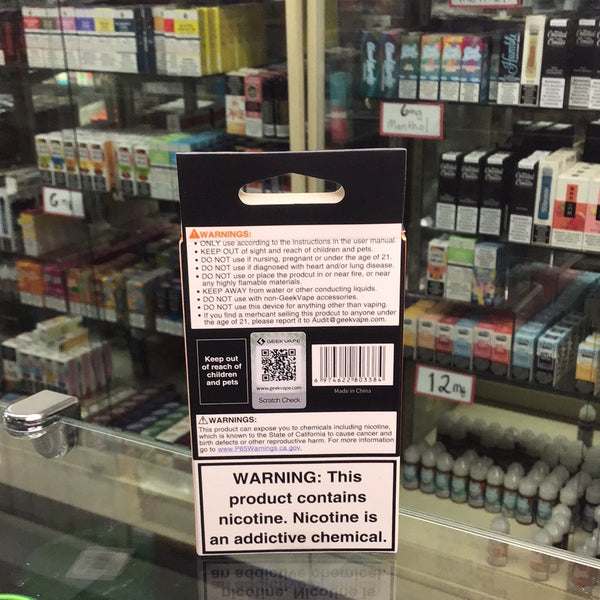 6mg
Menthol
6mg
12mg
WARNINGS:
• ONLY use according to the instructions in the user manual.
• KEEP OUT of sight and reach of children and pets.
• DO NOT use if nursing, pregnant or under the age of 21.
• DO NOT use if diagnosed with heart and/or lung disease.
• DO NOT use or place the product in or near fire, or near
any highly flammable materials.
• KEEP AWAY from water or other conducting liquids.
• DO NOT use with non-GeekVape accessories.
• DO NOT use this device for anything other than vaping.
• If you find a merhcant selling this prodcut to anyone under
the age of 21, please report it to Audit@geekvape.com.
Keep out
of reach of
children
and pets
GEEKVAPE
www.geekvape.com
Scratch Check
6 974622 803384
Made in China
WARNINGS:
This product can expose you to chemicals including nicotine,
which is known to the State of California to cause cancer and
birth defects or other reproductive harm. For more information
go to www.P65Warnings.ca.gov.
WARNING: This
product contains
nicotine. Nicotine is
an addictive chemical.